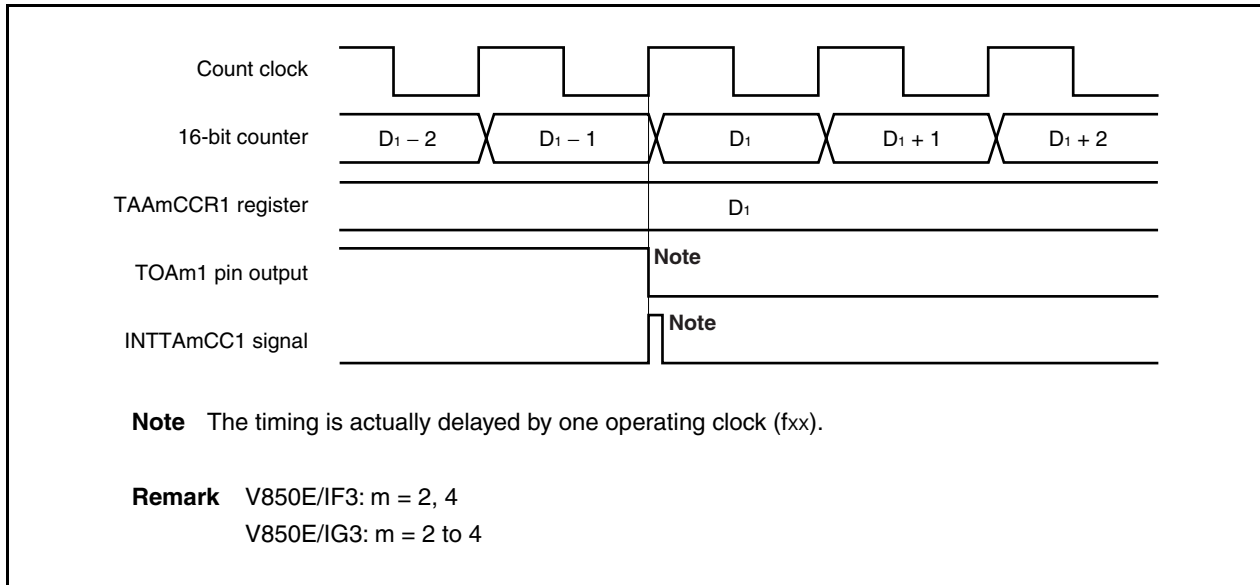 Count clock
16-bit counter D₁ − 2 D₁ − 1 D₁ D₁ + 1 D₁ + 2
TAAmCCR1 register D₁
TOAm1 pin output Note
INTTAmCC1 signal Note
Note The timing is actually delayed by one operating clock (fxx).
Remark V850E/IF3: m = 2, 4
V850E/IG3: m = 2 to 4